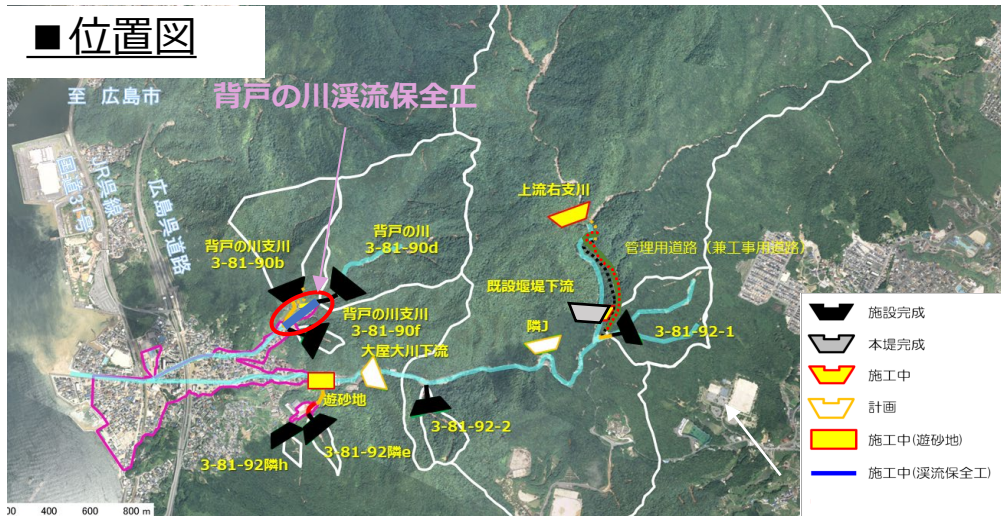 ■位置図
至 広島市
背戸の川渓流保全工
JR呉線
国道31号
広島呉道路
上流右支川
背戸の川支川
3-81-90b
背戸の川
3-81-90d
管理用道路（兼工事用道路）
既設堰堤下流
背戸の川支川
3-81-90f
隣J
3-81-92-1
大屋大川下流
遊砂地
3-81-92-2
3-81-92隣e
3-81-92隣h
施設完成
本堤完成
施工中
計画
施工中(遊砂地)
施工中(渓流保全工)
00 400 600 800 m